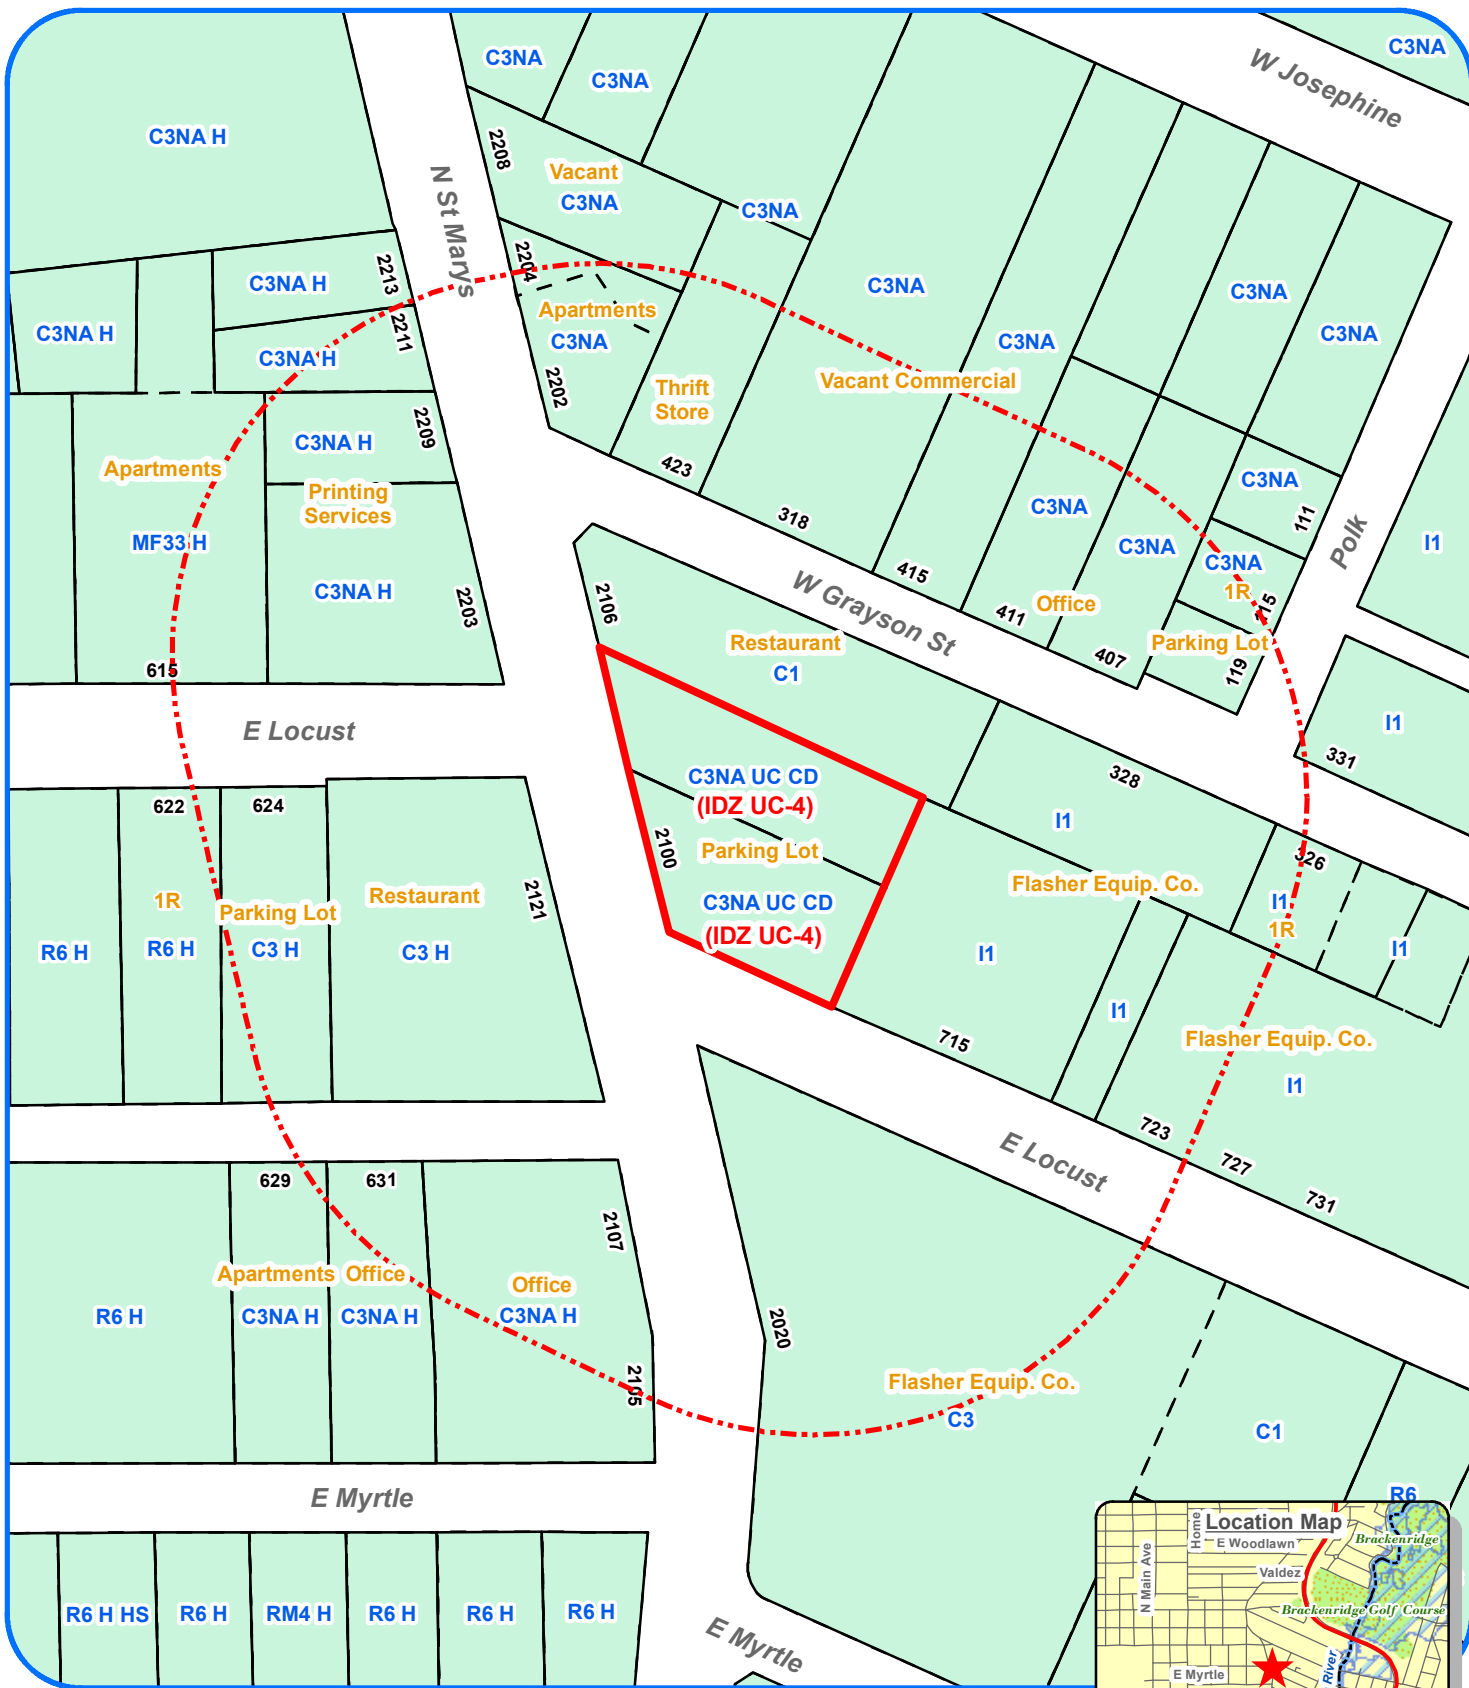 C3NA
C3NA
C3NA
W Josephine
C3NA H
2208
N St Marys
Vacant
C3NA
C3NA
2204
2213
C3NA H
C3NA
C3NA
Apartments
C3NA
C3NA H
2211
C3NA H
C3NA
C3NA
2202
Thrift
Store
Vacant Commercial
2209
C3NA H
Apartments
423
C3NA
Printing
Services
318
C3NA
111
MF33 H
C3NA
Polk
I1
C3NA
1R
415
C3NA H
2203
2106
W Grayson St
411
Office
115
Restaurant
C1
407
Parking Lot
119
615
E Locust
I1
331
C3NA UC CD
(IDZ UC-4)
328
622
624
I1
2100
Parking Lot
326
Flasher Equip. Co.
1R
Parking Lot
Restaurant
2121
C3NA UC CD
(IDZ UC-4)
I1
1R
R6 H
R6 H
C3 H
C3 H
I1
I1
I1
715
Flasher Equip. Co.
I1
723
E Locust
727
731
629
631
2107
Apartments
Office
Office
R6 H
C3NA H
C3NA H
C3NA H
2020
2105
Flasher Equip. Co.
C3
C1
E Myrtle
R6
Location Map
Home
E Woodlawn
Brackenridge
N Main Ave
Valdez
Brackenridge Golf Course
R6 H HS
R6 H
RM4 H
R6 H
R6 H
R6 H
E Myrtle
E Myrtle
River